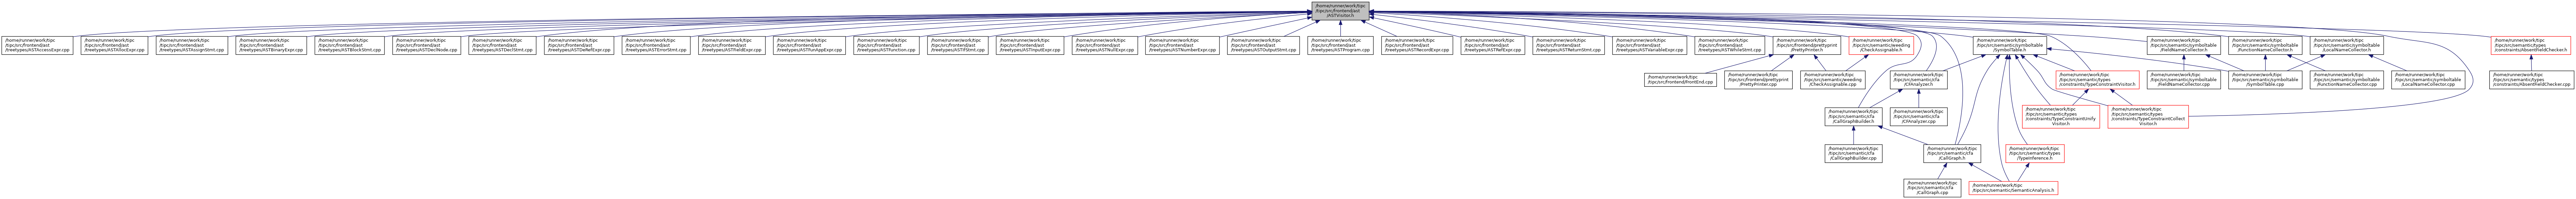 /home/runner/work/tipc
/tipc/src/frontend/ast
/ASTVisitor.h
/home/runner/work/tipc
/tipc/src/frontend/ast
/treetypes/ASTAccessExpr.cpp
/home/runner/work/tipc
/tipc/src/frontend/ast
/treetypes/ASTAllocExpr.cpp
/home/runner/work/tipc
/tipc/src/frontend/ast
/treetypes/ASTAssignStmt.cpp
/home/runner/work/tipc
/tipc/src/frontend/ast
/treetypes/ASTBinaryExpr.cpp
/home/runner/work/tipc
/tipc/src/frontend/ast
/treetypes/ASTBlockStmt.cpp
/home/runner/work/tipc
/tipc/src/frontend/ast
/treetypes/ASTDeclNode.cpp
/home/runner/work/tipc
/tipc/src/frontend/ast
/treetypes/ASTDeclStmt.cpp
/home/runner/work/tipc
/tipc/src/frontend/ast
/treetypes/ASTDeRefExpr.cpp
/home/runner/work/tipc
/tipc/src/frontend/ast
/treetypes/ASTErrorStmt.cpp
/home/runner/work/tipc
/tipc/src/frontend/ast
/treetypes/ASTFieldExpr.cpp
/home/runner/work/tipc
/tipc/src/frontend/ast
/treetypes/ASTFunAppExpr.cpp
/home/runner/work/tipc
/tipc/src/frontend/ast
/treetypes/ASTFunction.cpp
/home/runner/work/tipc
/tipc/src/frontend/ast
/treetypes/ASTIfStmt.cpp
/home/runner/work/tipc
/tipc/src/frontend/ast
/treetypes/ASTInputExpr.cpp
/home/runner/work/tipc
/tipc/src/frontend/ast
/treetypes/ASTNullExpr.cpp
/home/runner/work/tipc
/tipc/src/frontend/ast
/treetypes/ASTNumberExpr.cpp
/home/runner/work/tipc
/tipc/src/frontend/ast
/treetypes/ASTOutputStmt.cpp
/home/runner/work/tipc
/tipc/src/frontend/ast
/treetypes/ASTProgram.cpp
/home/runner/work/tipc
/tipc/src/frontend/ast
/treetypes/ASTRecordExpr.cpp
/home/runner/work/tipc
/tipc/src/frontend/ast
/treetypes/ASTRefExpr.cpp
/home/runner/work/tipc
/tipc/src/frontend/ast
/treetypes/ASTReturnStmt.cpp
/home/runner/work/tipc
/tipc/src/frontend/ast
/treetypes/ASTVariableExpr.cpp
/home/runner/work/tipc
/tipc/src/frontend/ast
/treetypes/ASTWhileStmt.cpp
/home/runner/work/tipc
/tipc/src/frontend/prettyprint
/PrettyPrinter.h
/home/runner/work/tipc
/tipc/src/semantic/weeding
/CheckAssignable.h
/home/runner/work/tipc
/tipc/src/semantic/symboltable
/SymbolTable.h
/home/runner/work/tipc
/tipc/src/semantic/symboltable
/FieldNameCollector.h
/home/runner/work/tipc
/tipc/src/semantic/symboltable
/FunctionNameCollector.h
/home/runner/work/tipc
/tipc/src/semantic/symboltable
/LocalNameCollector.h
/home/runner/work/tipc
/tipc/src/semantic/types
/constraints/AbsentFieldChecker.h
/home/runner/work/tipc
/tipc/src/frontend/FrontEnd.cpp
/home/runner/work/tipc
/tipc/src/frontend/prettyprint
/PrettyPrinter.cpp
/home/runner/work/tipc
/tipc/src/semantic/weeding
/CheckAssignable.cpp
/home/runner/work/tipc
/tipc/src/semantic/cfa
/CFAnalyzer.h
/home/runner/work/tipc
/tipc/src/semantic/types
/constraints/TypeConstraintVisitor.h
/home/runner/work/tipc
/tipc/src/semantic/symboltable
/FieldNameCollector.cpp
/home/runner/work/tipc
/tipc/src/semantic/symboltable
/SymbolTable.cpp
/home/runner/work/tipc
/tipc/src/semantic/symboltable
/FunctionNameCollector.cpp
/home/runner/work/tipc
/tipc/src/semantic/symboltable
/LocalNameCollector.cpp
/home/runner/work/tipc
/tipc/src/semantic/types
/constraints/AbsentFieldChecker.cpp
/home/runner/work/tipc
/tipc/src/semantic/cfa
/CallGraphBuilder.h
/home/runner/work/tipc
/tipc/src/semantic/cfa
/CFAnalyzer.cpp
/home/runner/work/tipc
/tipc/src/semantic/types
/constraints/TypeConstraintUnify
Visitor.h
/home/runner/work/tipc
/tipc/src/semantic/types
/constraints/TypeConstraintCollect
Visitor.h
/home/runner/work/tipc
/tipc/src/semantic/cfa
/CallGraphBuilder.cpp
/home/runner/work/tipc
/tipc/src/semantic/cfa
/CallGraph.h
/home/runner/work/tipc
/tipc/src/semantic/types
/TypeInference.h
/home/runner/work/tipc
/tipc/src/semantic/cfa
/CallGraph.cpp
/home/runner/work/tipc
/tipc/src/semantic/SemanticAnalysis.h